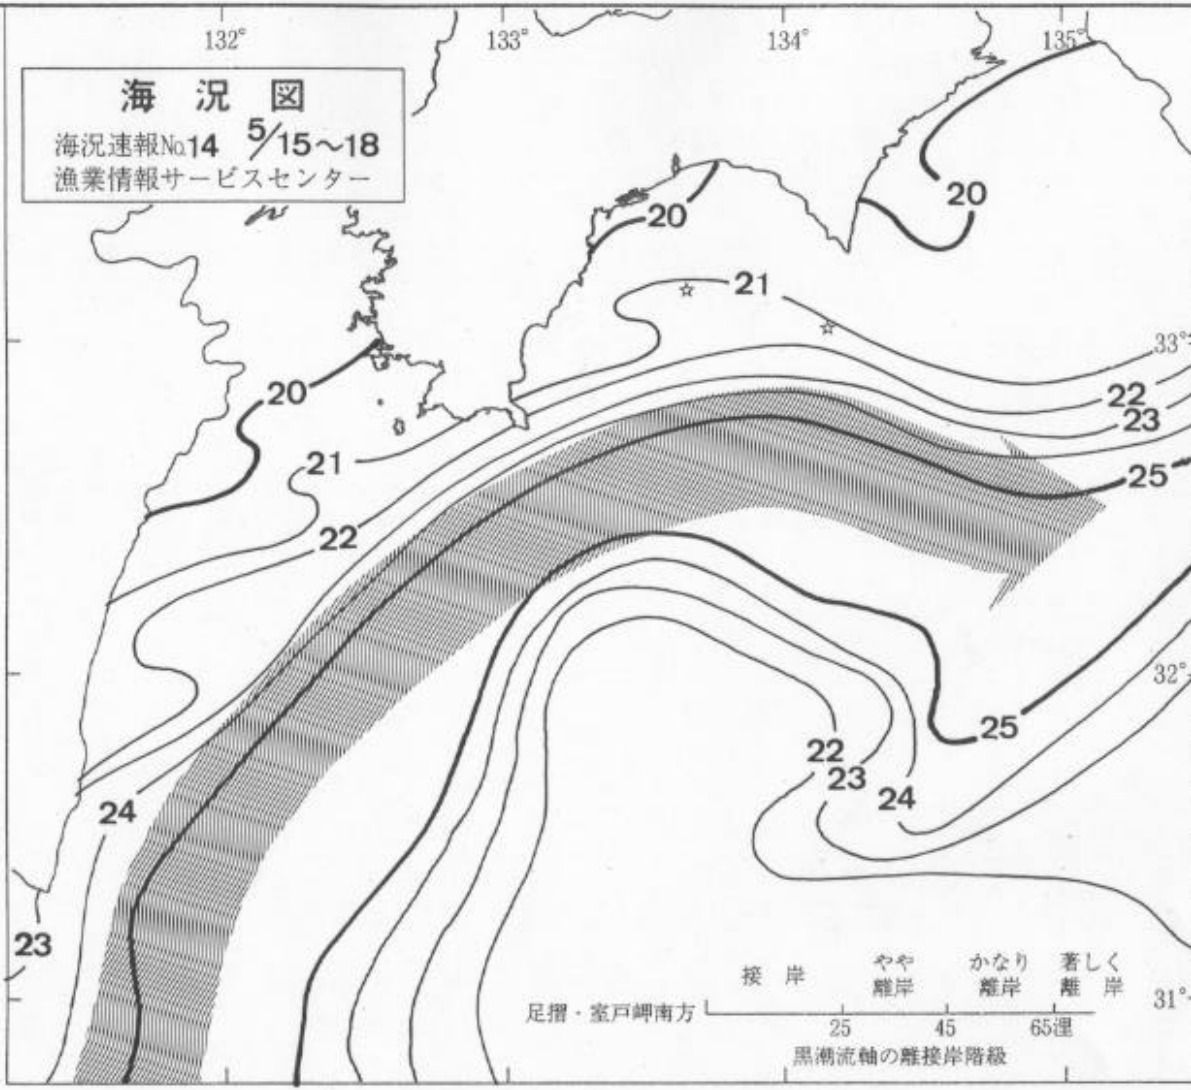 132°
133°
134°
135°
海況図
海況速報No.14 5/15~18
漁業情報サービスセンター
20
20
21
33°
20
22
23
21
25
22
32°
25
22
23
24
24
23
接岸
やや
離岸
かなり
離岸
著しく
離岸
足摺・室戸岬南方
25
45
65浬
31°
黒潮流軸の離接岸階級